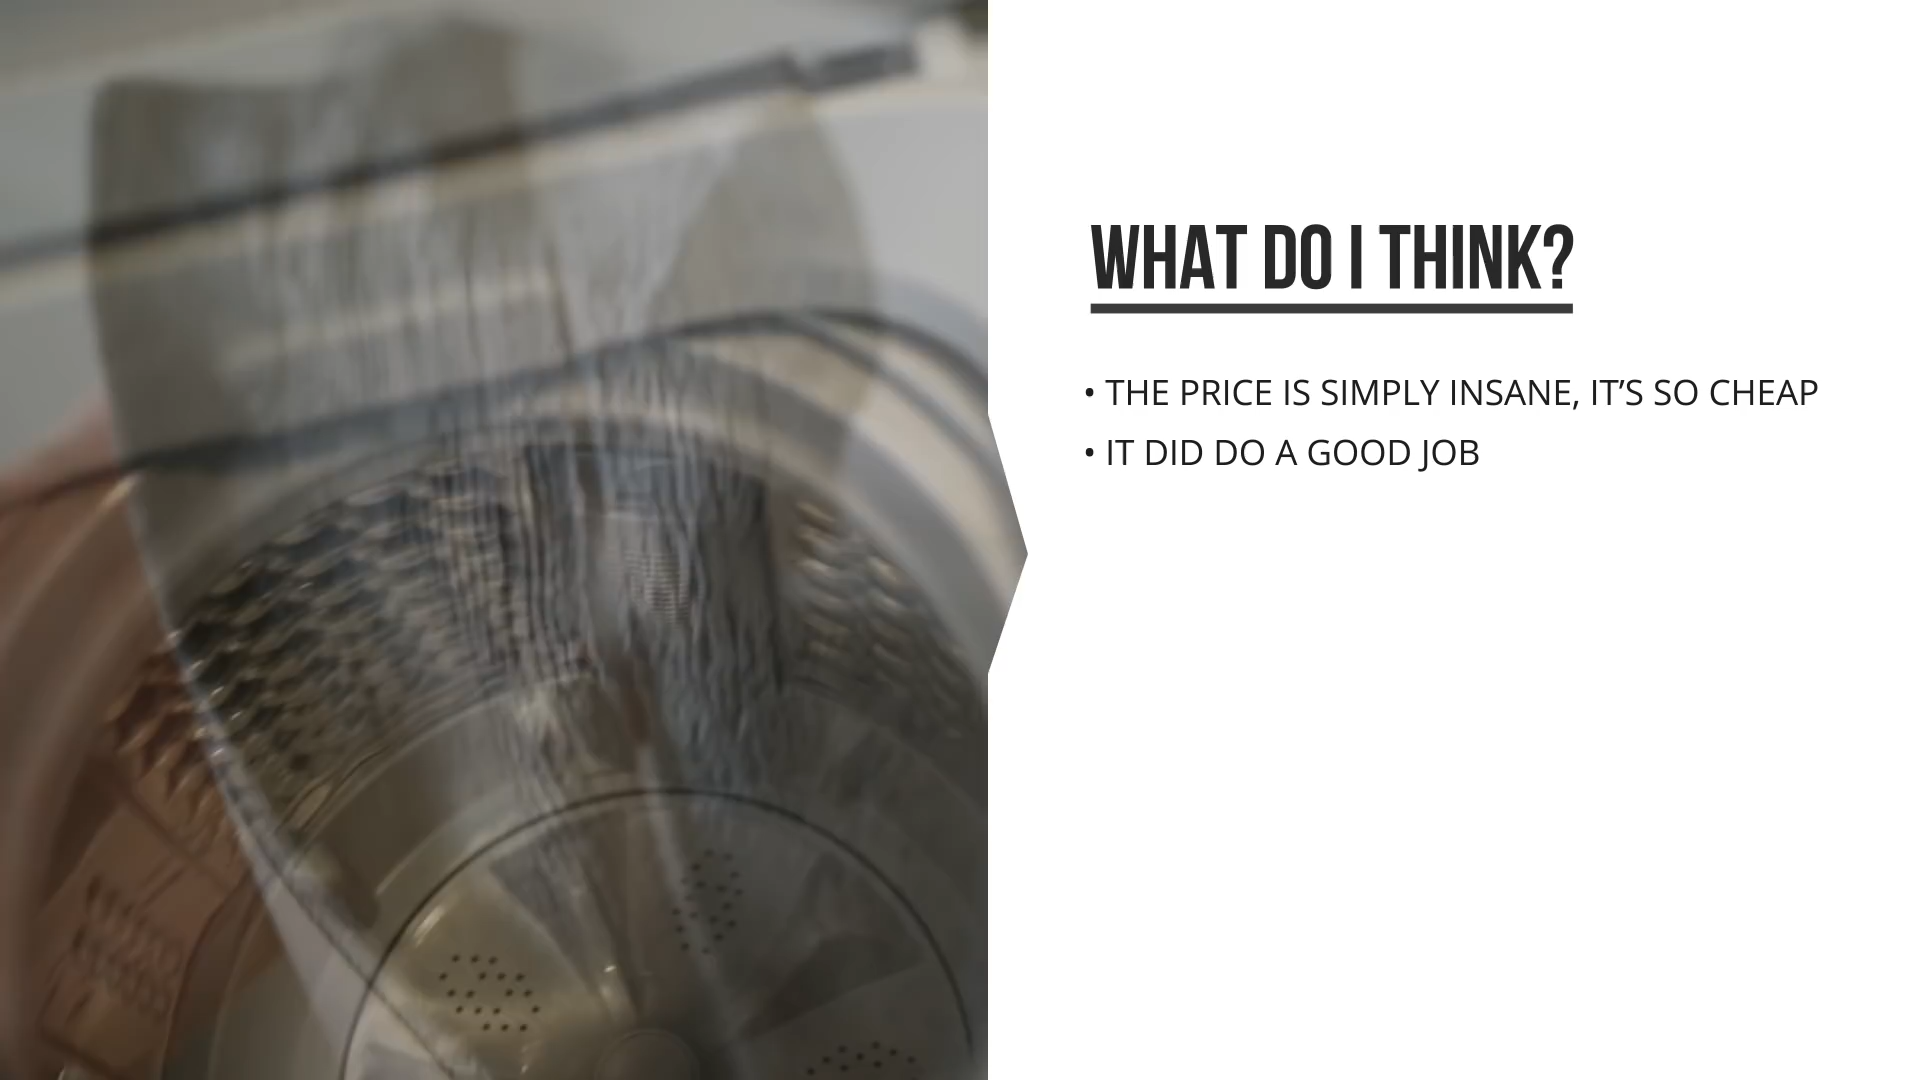 WHAT DO I THINK?
• THE PRICE IS SIMPLY INSANE, IT’S SO CHEAP
• IT DID DO A GOOD JOB